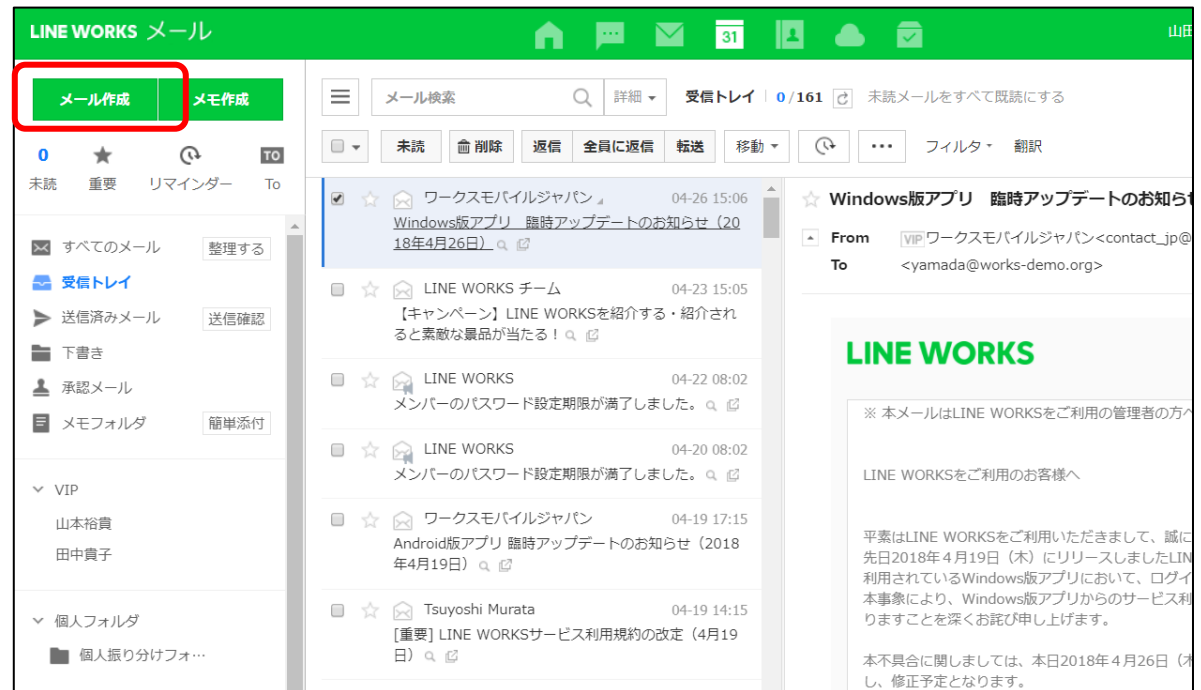 LINE WORKS メール
31
山田
メール作成 メモ作成
0
TO
未読 重要 リマインダー To
すべてのメール 整理する
受信トレイ
送信済みメール 送信確認
下書き
承認メール
メモフォルダ 簡単添付
VIP
山本裕貴
田中貴子
個人フォルダ
個人振り分けフォ…
メール検索 詳細 受信トレイ 0/161 未読メールをすべて既読にする
未読 削除 返信 全員に返信 転送 移動 フィルタ 翻訳
ワークスモバイルジャパン 04-26 15:06
Windows版アプリ 臨時アップデートのお知らせ（20
18年4月26日）
LINE WORKS チーム 04-23 15:05
【キャンペーン】LINE WORKSを紹介する・紹介され
ると素敵な景品が当たる！
LINE WORKS 04-22 08:02
メンバーのパスワード設定期限が満了しました。
LINE WORKS 04-20 08:02
メンバーのパスワード設定期限が満了しました。
ワークスモバイルジャパン 04-19 17:15
Android版アプリ 臨時アップデートのお知らせ（2018
年4月19日）
Tsuyoshi Murata 04-19 14:15
[重要] LINE WORKSサービス利用規約の改定（4月19
日）
Windows版アプリ 臨時アップデートのお知らせ
From VIP ワークスモバイルジャパン<contact_jp@
To <yamada@works-demo.org>
LINE WORKS
※ 本メールはLINE WORKSをご利用の管理者の方へ
LINE WORKSをご利用のお客様へ
平素はLINE WORKSをご利用いただきまして、誠に
先日2018年4月19日（木）にリリースしましたLIN
利用されているWindows版アプリにおいて、ログイ
本事象により、Windows版アプリからのサービス利
りますことを深くお詫び申し上げます。
本不具合に関しましては、本日2018年4月26日（木
し、修正予定となります。